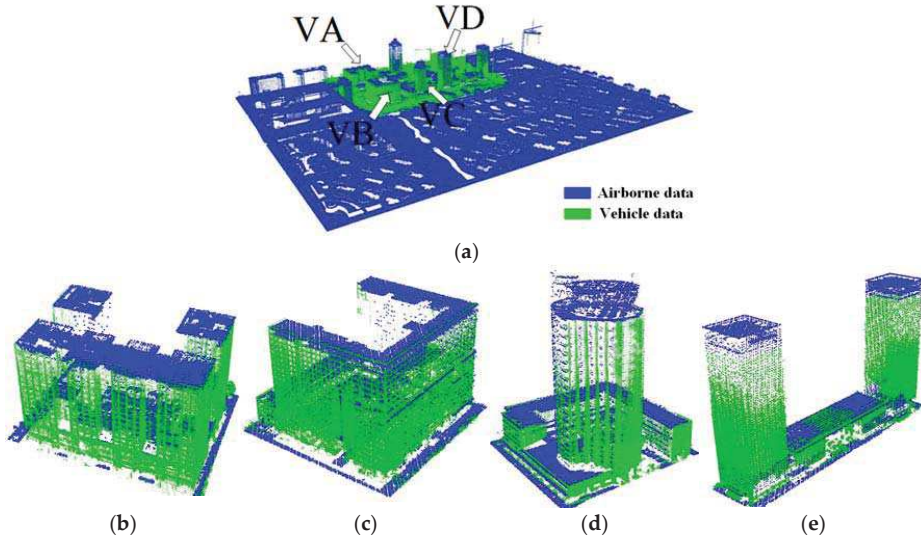 VA
VD
VB
VC
Airborne data
Vehicle data
(a)
(b)
(c)
(d)
(e)